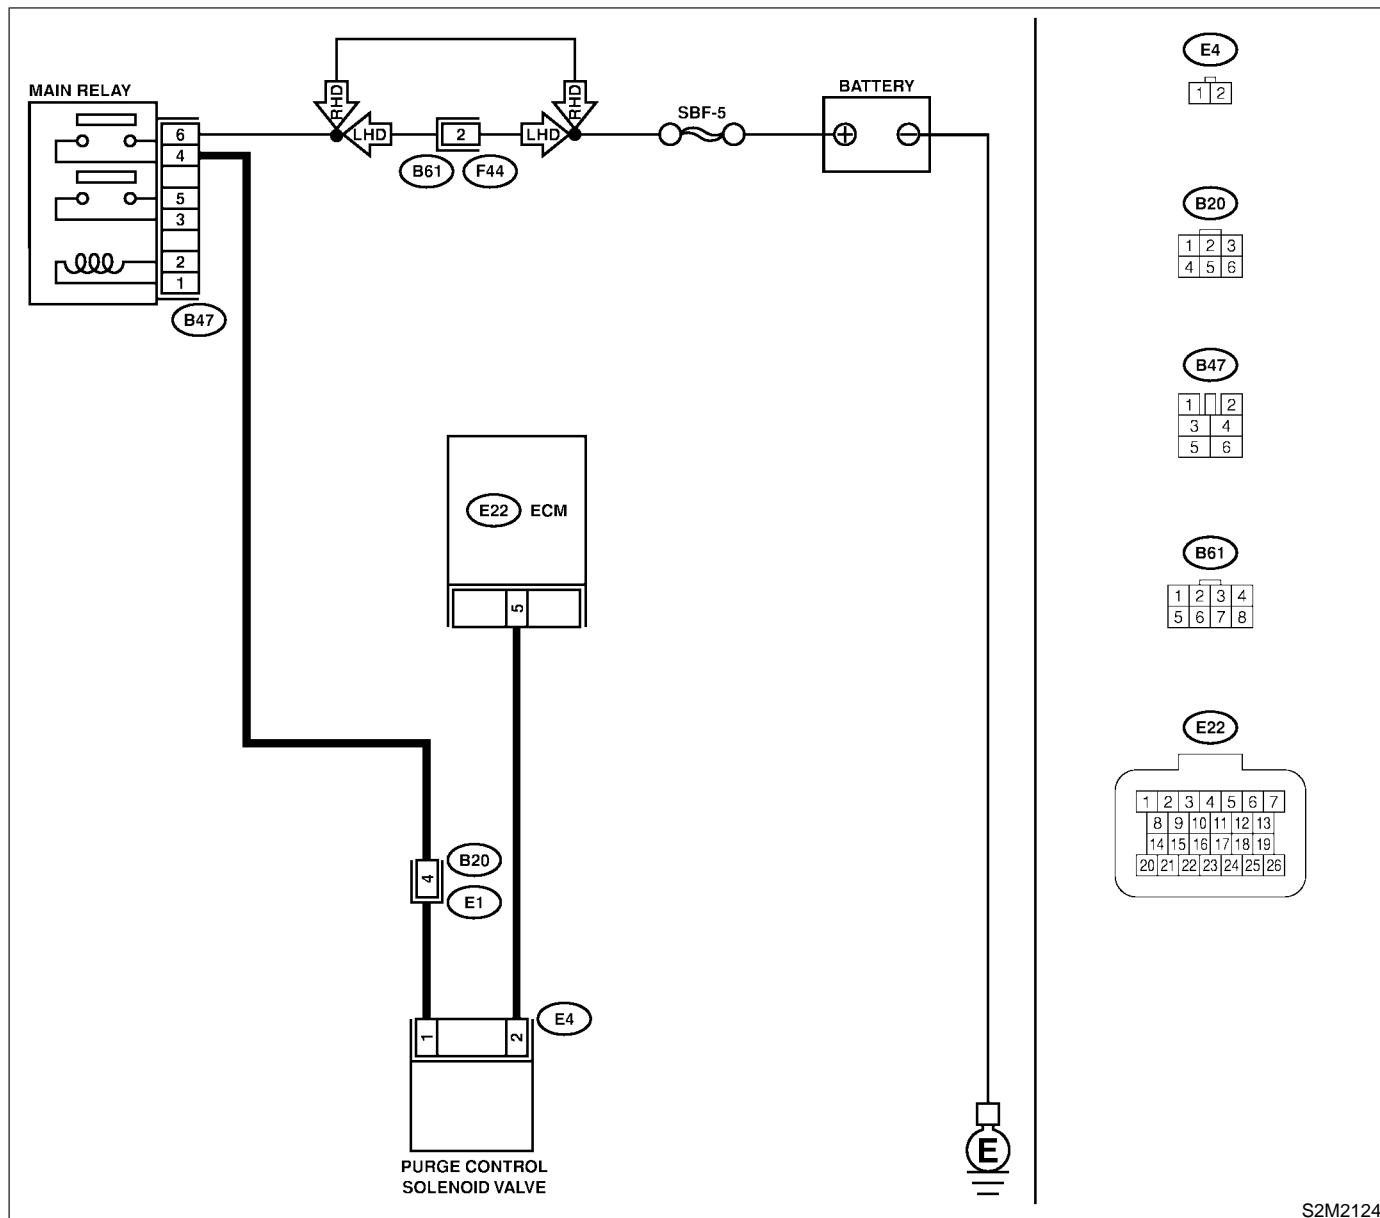 MAIN RELAY
6
4
5
3
2
1
B47
RHD
LHD
2
LHD
RHD
B61
F44
SBF-5
BATTERY
+
−
E22
ECM
5
4
B20
E1
1
2
E4
PURGE CONTROL
SOLENOID VALVE
E
E4
1 2
B20
1 2 3
4 5 6
B47
1 2
3 4
5 6
B61
1 2 3 4
5 6 7 8
E22
1 2 3 4 5 6 7
8 9 10 11 12 13
14 15 16 17 18 19
20 21 22 23 24 25 26
S2M2124